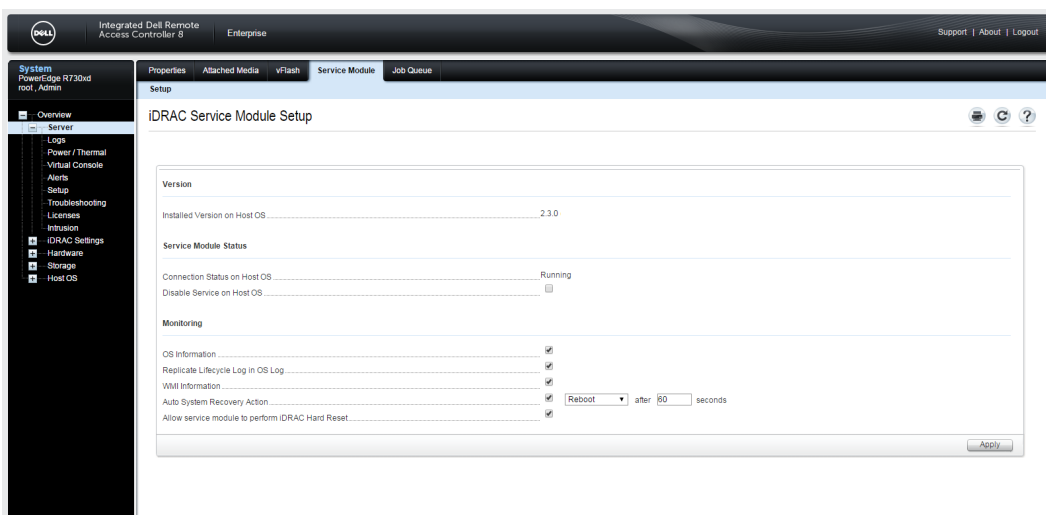 DELL
Integrated Dell Remote
Access Controller 8
Enterprise
Support | About | Logout
System
PowerEdge R730xd
root , Admin
Properties Attached Media vFlash Service Module Job Queue
Setup
Overview
Server
Logs
Power / Thermal
Virtual Console
Alerts
Setup
Troubleshooting
Licenses
Intrusion
iDRAC Settings
Hardware
Storage
Host OS
iDRAC Service Module Setup
?
Version
Installed Version on Host OS 2.3.0
Service Module Status
Connection Status on Host OS Running
Disable Service on Host OS
Monitoring
OS Information
Replicate Lifecycle Log in OS Log
WMI Information
Auto System Recovery Action Reboot after 60 seconds
Allow service module to perform iDRAC Hard Reset
Apply